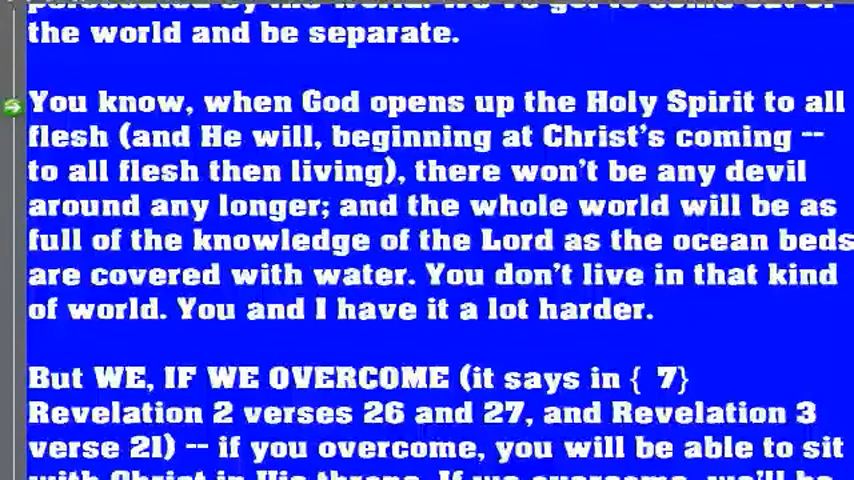 the world and be separate.
You know, when God opens up the Holy Spirit to all
flesh (and He will, beginning at Christ's coming --
to all flesh then living), there won't be any devil
around any longer; and the whole world will be as
full of the knowledge of the Lord as the ocean beds
are covered with water. You don't live in that kind
of world. You and I have it a lot harder.
But WE, IF WE OVERCOME (it says in { 7}
Revelation 2 verses 26 and 27, and Revelation 3
verse 21) -- if you overcome, you will be able to sit
with Christ in His throne. If we overcome, we'll be